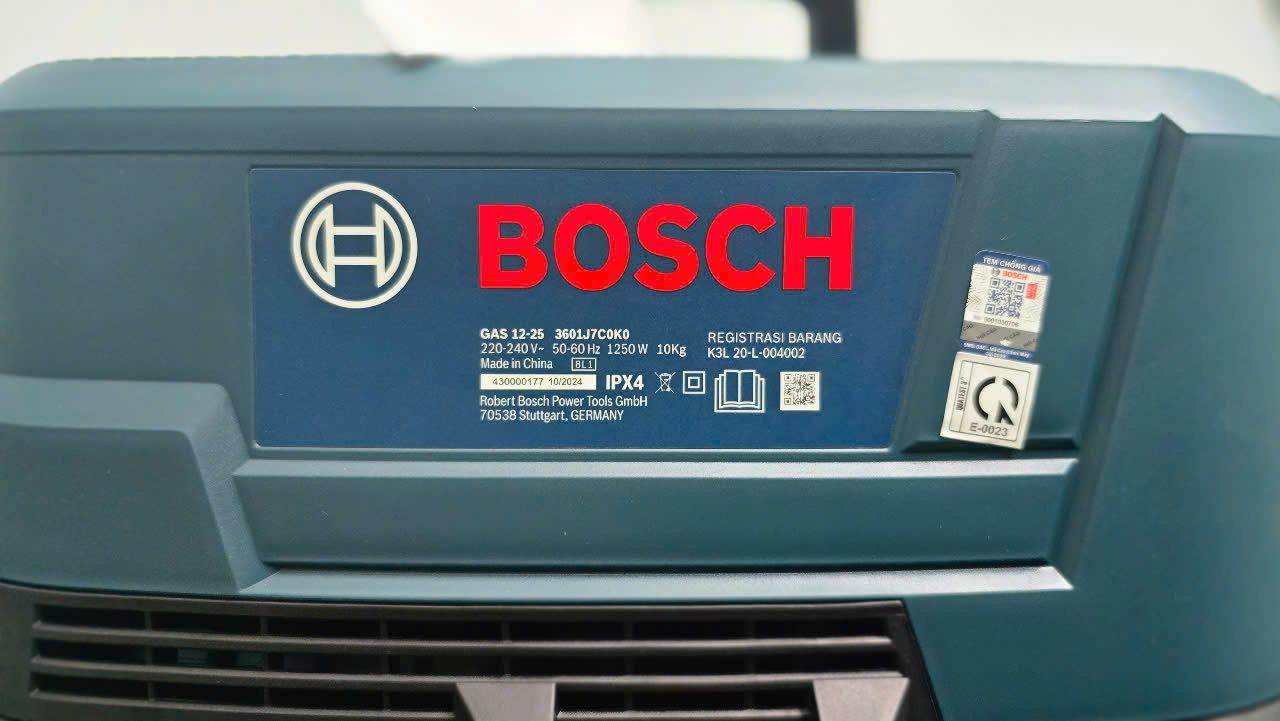 BOSCH
GAS 12-25 3601J7C0K0
220-240 V~ 50-60 Hz 1250 W 10Kg
Made in China 8L1
430000177 10/2024 IPX4
Robert Bosch Power Tools GmbH
70538 Stuttgart, GERMANY
REGISTRASI BARANG
K3L 20-L-004002
TEM CHỐNG GIẢ
BOSCH
QUATEST 3
E-0023